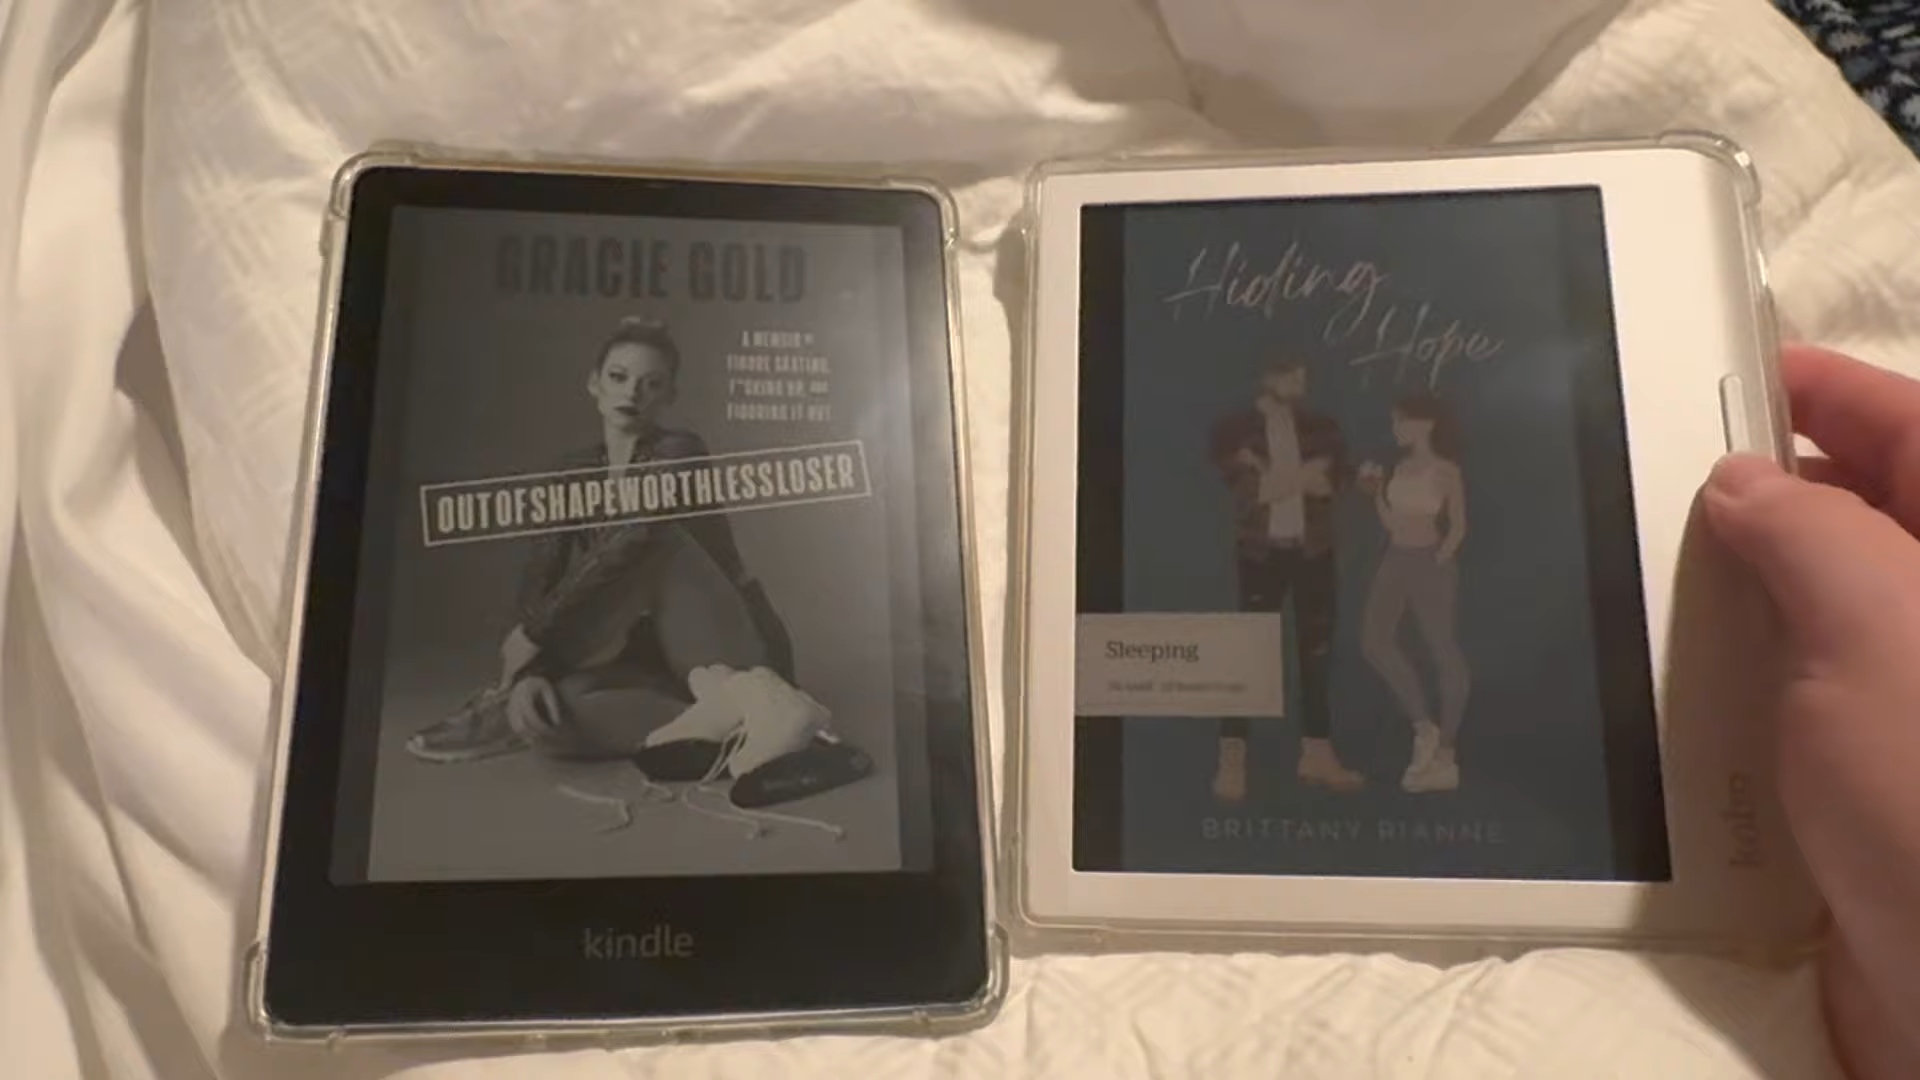 GRACIE GOLD
A MEMOIR OF
FIGURE SKATING,
F*CKING UP, AND
FIGURING IT OUT
OUTOFSHAPEWORTHLESSLOSER
kindle
Hiding
Hope
Sleeping
BRITTANY RIANNE
kobo